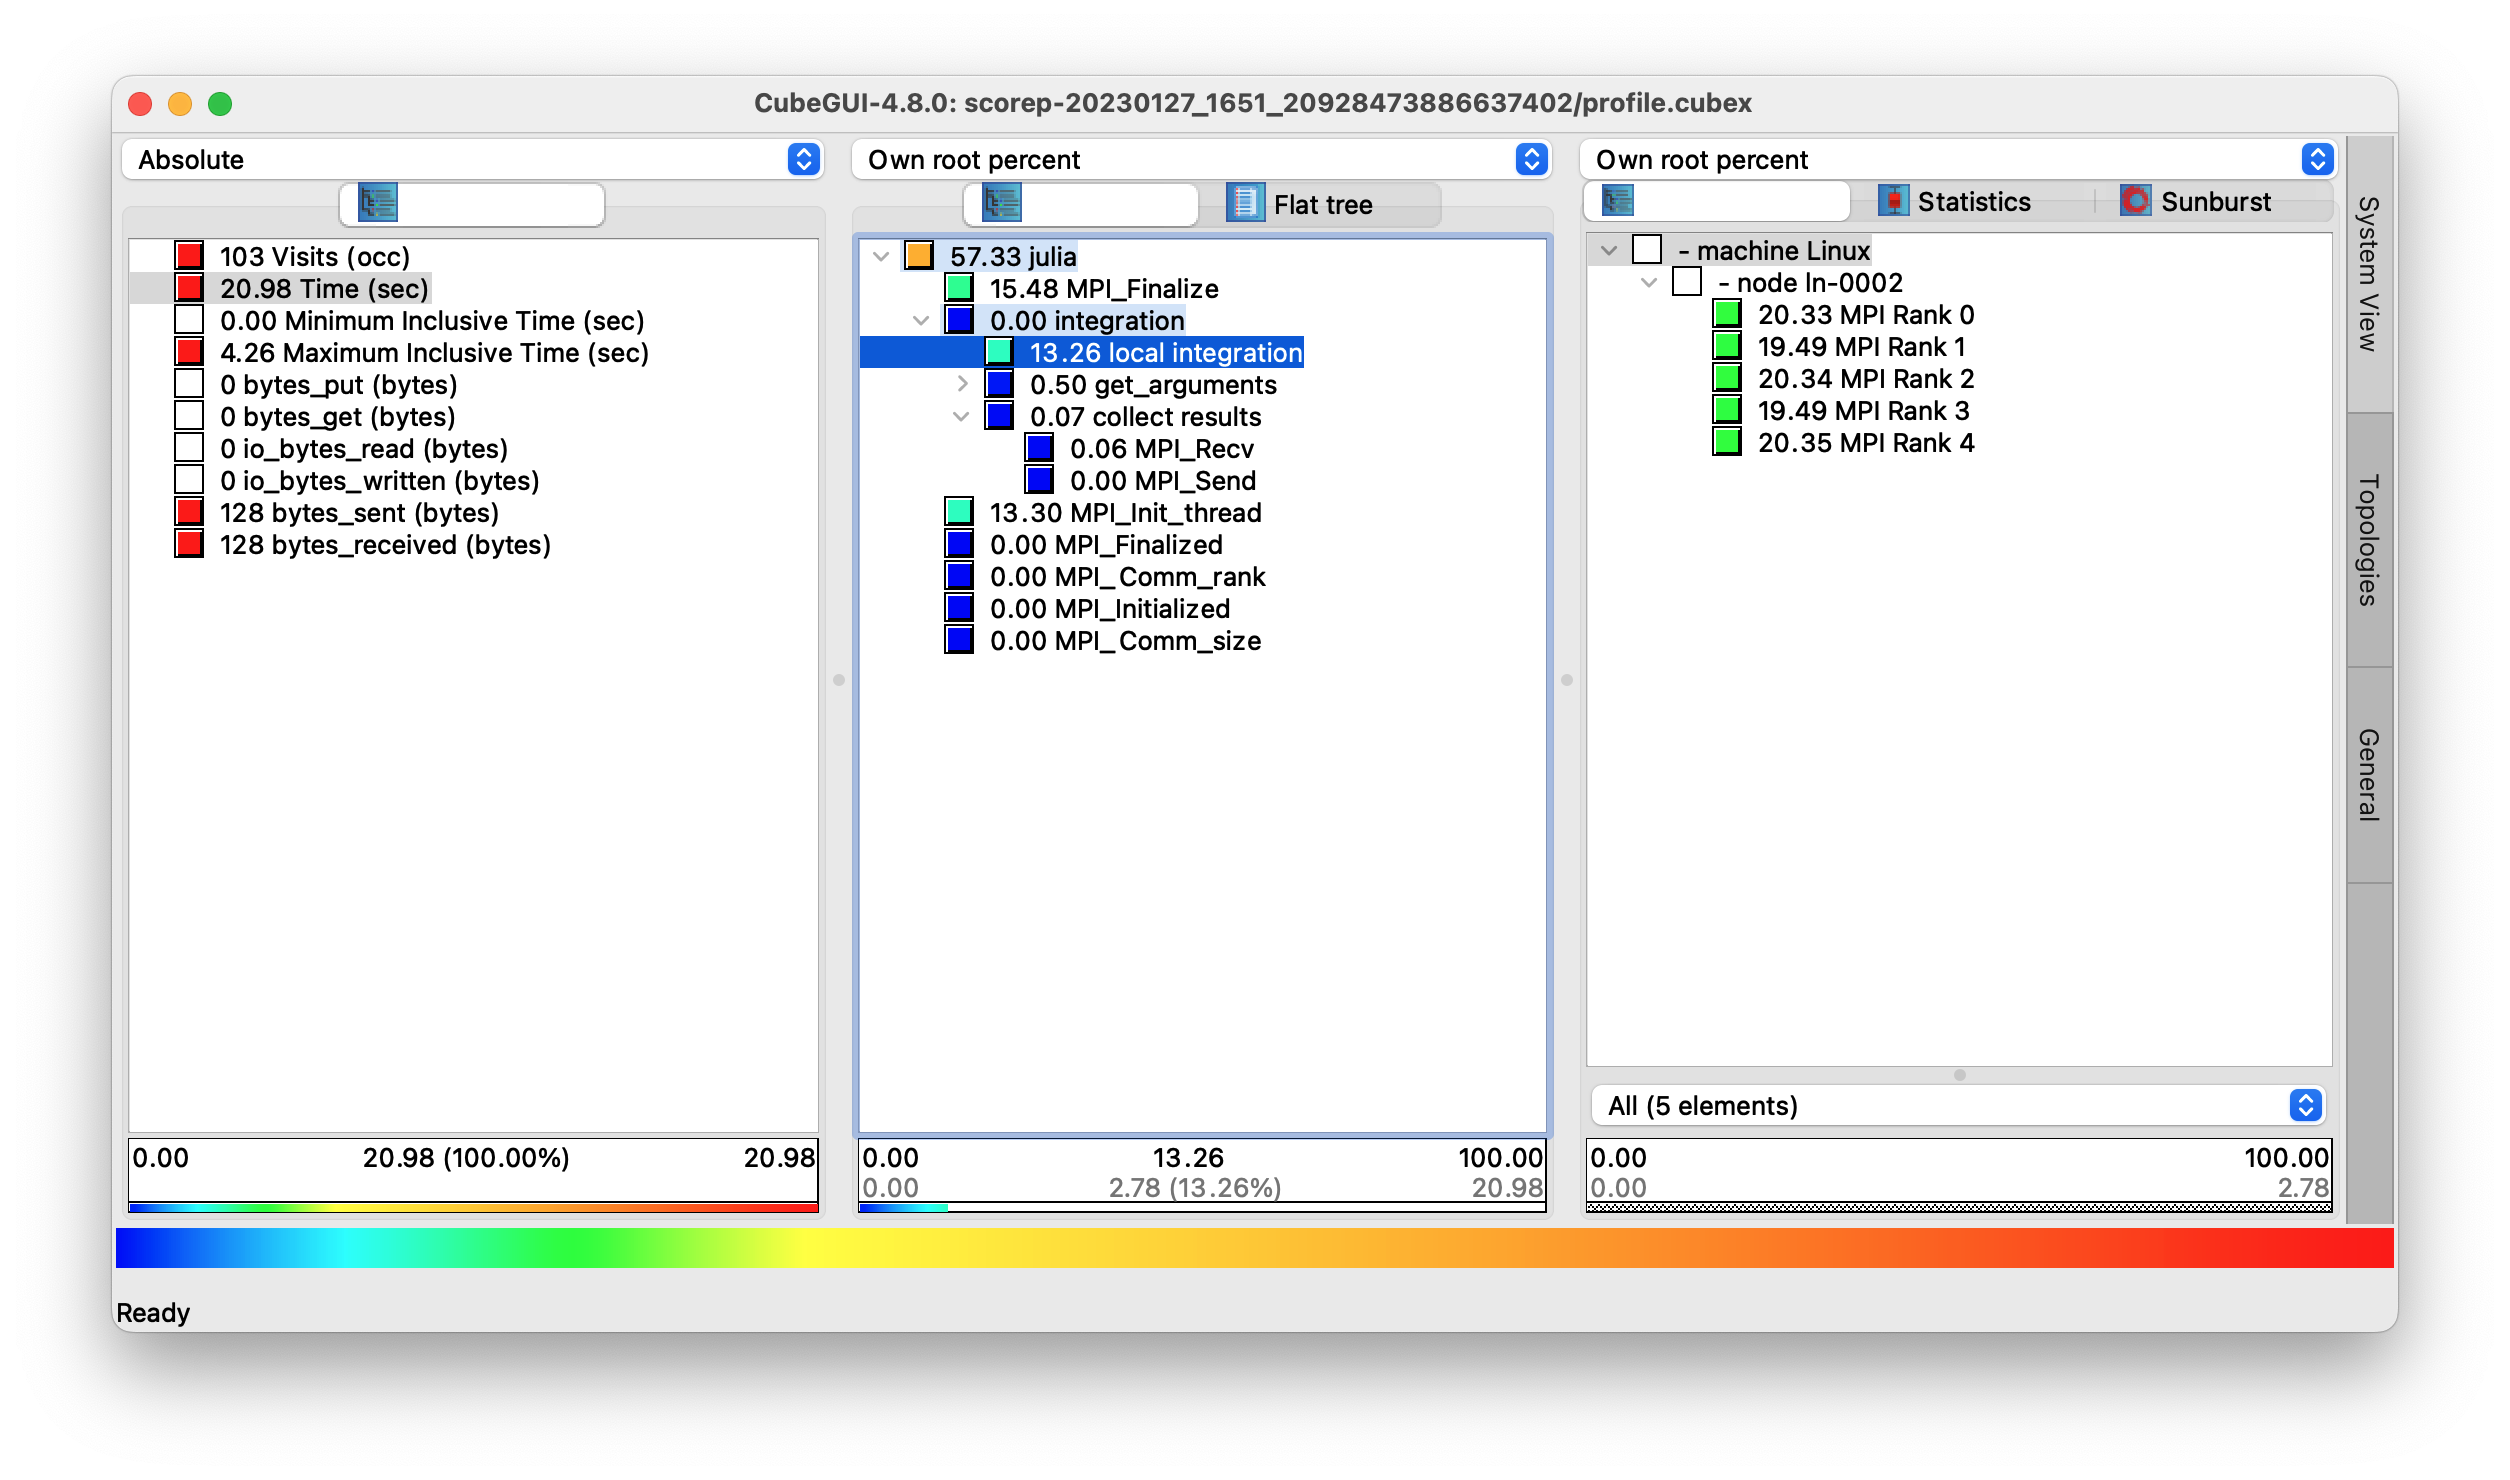 CubeGUI-4.8.0: scorep-20230127_1651_20928473886637402/profile.cubex
Absolute
103 Visits (occ)
20.98 Time (sec)
0.00 Minimum Inclusive Time (sec)
4.26 Maximum Inclusive Time (sec)
0 bytes_put (bytes)
0 bytes_get (bytes)
0 io_bytes_read (bytes)
0 io_bytes_written (bytes)
128 bytes_sent (bytes)
128 bytes_received (bytes)
0.00 20.98 (100.00%) 20.98
Own root percent
Flat tree
57.33 julia
15.48 MPI_Finalize
0.00 integration
13.26 local integration
0.50 get_arguments
0.07 collect results
0.06 MPI_Recv
0.00 MPI_Send
13.30 MPI_Init_thread
0.00 MPI_Finalized
0.00 MPI_Comm_rank
0.00 MPI_Initialized
0.00 MPI_Comm_size
0.00 13.26 100.00
0.00 2.78 (13.26%) 20.98
Own root percent
Statistics Sunburst
- machine Linux
- node ln-0002
20.33 MPI Rank 0
19.49 MPI Rank 1
20.34 MPI Rank 2
19.49 MPI Rank 3
20.35 MPI Rank 4
All (5 elements)
0.00 100.00
0.00 2.78
System View
Topologies
General
Ready